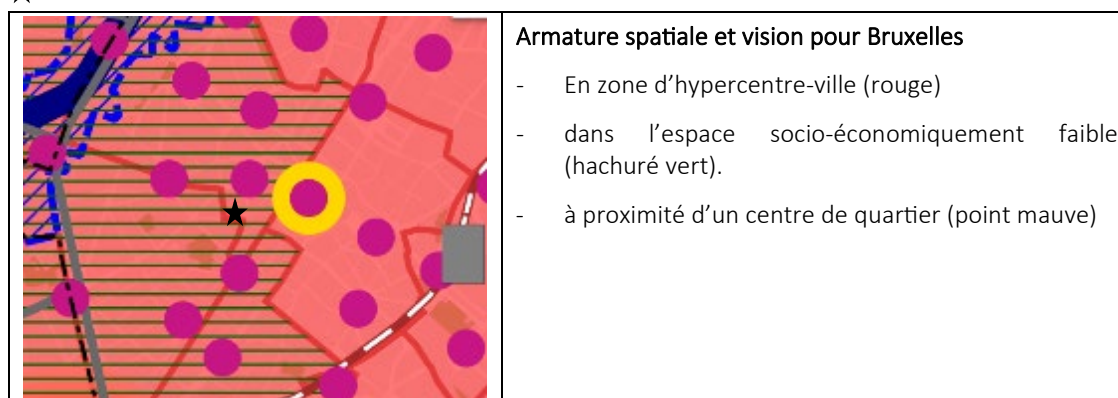 Armature spatiale et vision pour Bruxelles
- En zone d’hypercentre-ville (rouge)
- dans l’espace socio-économiquement faible
(hachuré vert).
- à proximité d’un centre de quartier (point mauve)